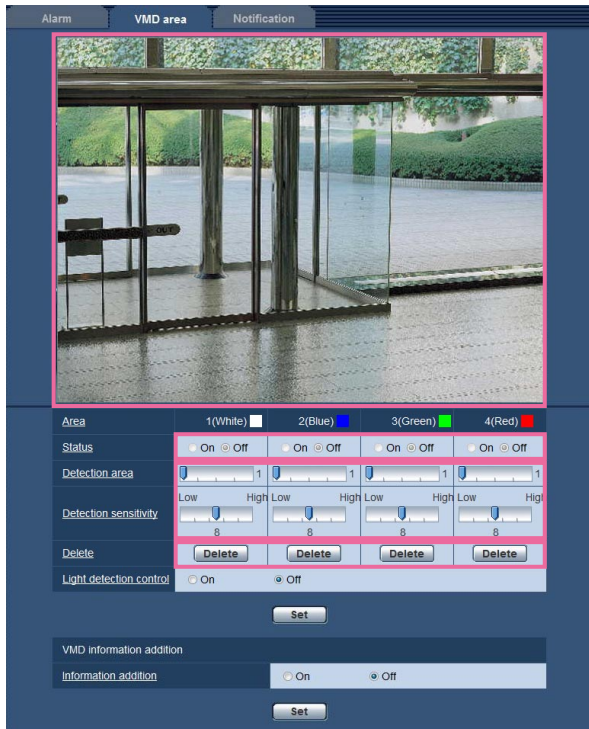 Alarm VMD area Notification
OUT
Area 1(White) 2(Blue) 3(Green) 4(Red)
Status On Off On Off On Off On Off
Detection area 1 1 1 1
Low High Low High Low High Low High
Detection sensitivity
8 8 8 8
Delete Delete Delete Delete Delete
Light detection control On Off
Set
VMD information addition
Information addition On Off
Set